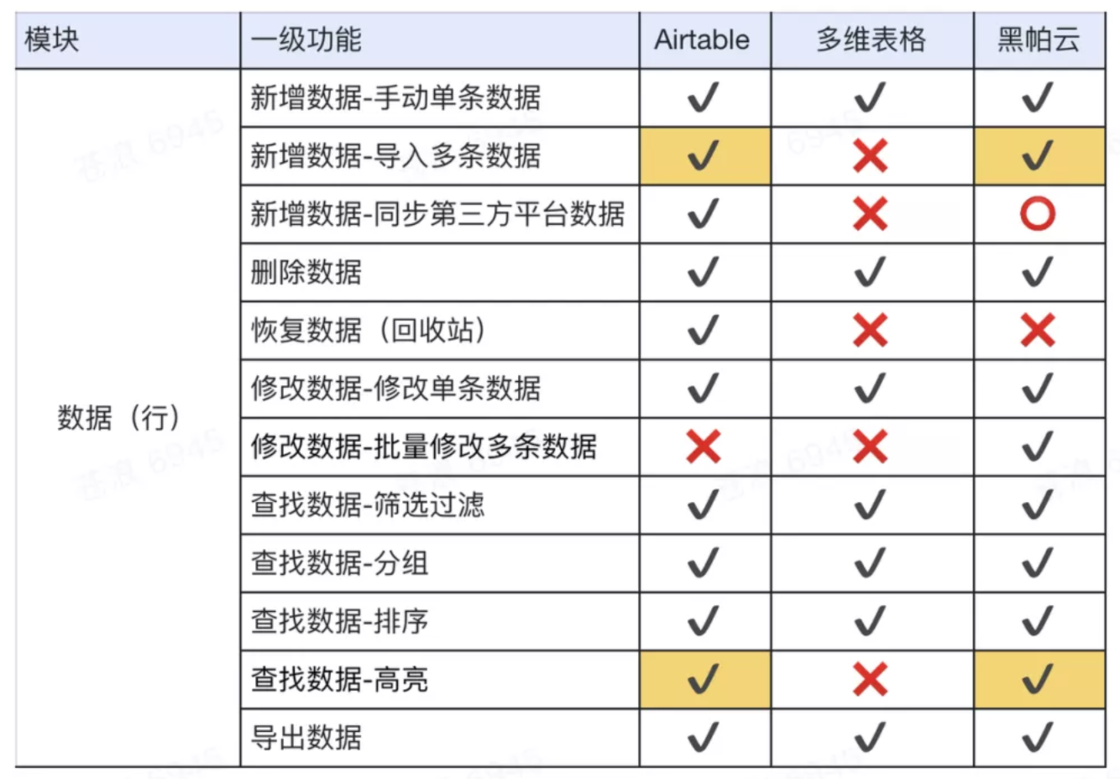 模块 一级功能 Airtable 多维表格 黑帕云
新增数据-手动单条数据 ✔ ✔ ✔
新增数据-导入多条数据 ✔ ❌ ✔
新增数据-同步第三方平台数据 ✔ ❌ ⭕
删除数据 ✔ ✔ ✔
恢复数据（回收站） ✔ ❌ ❌
修改数据-修改单条数据 ✔ ✔ ✔
数据（行） 修改数据-批量修改多条数据 ❌ ❌ ✔
查找数据-筛选过滤 ✔ ✔ ✔
查找数据-分组 ✔ ✔ ✔
查找数据-排序 ✔ ✔ ✔
查找数据-高亮 ✔ ❌ ✔
导出数据 ✔ ✔ ✔
苍浪 6945